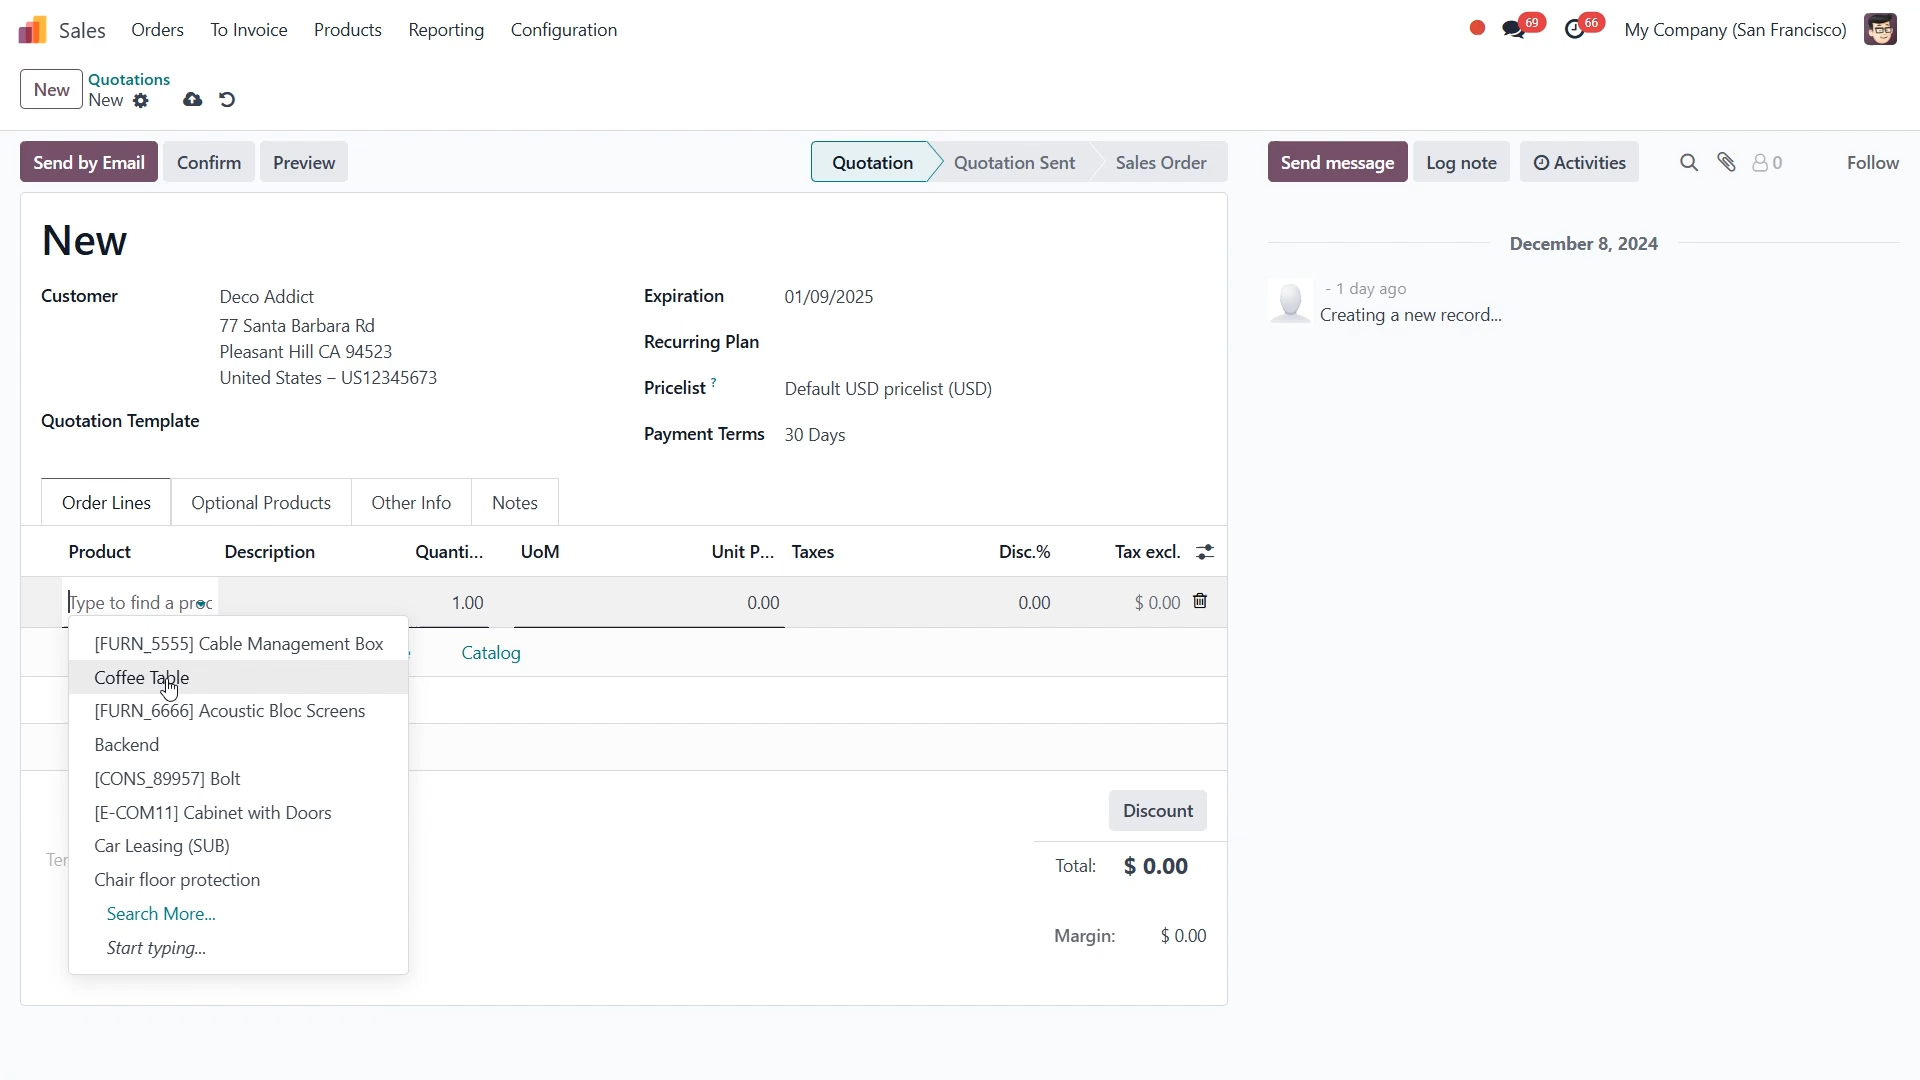 Sales Orders To Invoice Products Reporting Configuration 69 66 My Company (San Francisco)
New Quotations
New
Send by Email Confirm Preview Quotation Quotation Sent Sales Order Send message Log note Activities 0 Follow
New
December 8, 2024
Customer Deco Addict Expiration 01/09/2025
- 1 day ago
Creating a new record...
77 Santa Barbara Rd
Recurring Plan
Pleasant Hill CA 94523
United States – US12345673
Pricelist ? Default USD pricelist (USD)
Quotation Template
Payment Terms 30 Days
Order Lines Optional Products Other Info Notes
Product Description Quanti... UoM Unit P... Taxes Disc.% Tax excl.
Type to find a proc 1.00 0.00 0.00 $ 0.00
[FURN_5555] Cable Management Box
Catalog
Coffee Table
[FURN_6666] Acoustic Bloc Screens
Backend
[CONS_89957] Bolt
[E-COM11] Cabinet with Doors
Discount
Car Leasing (SUB)
Ter
Total: $ 0.00
Chair floor protection
Search More...
Start typing...
Margin: $ 0.00